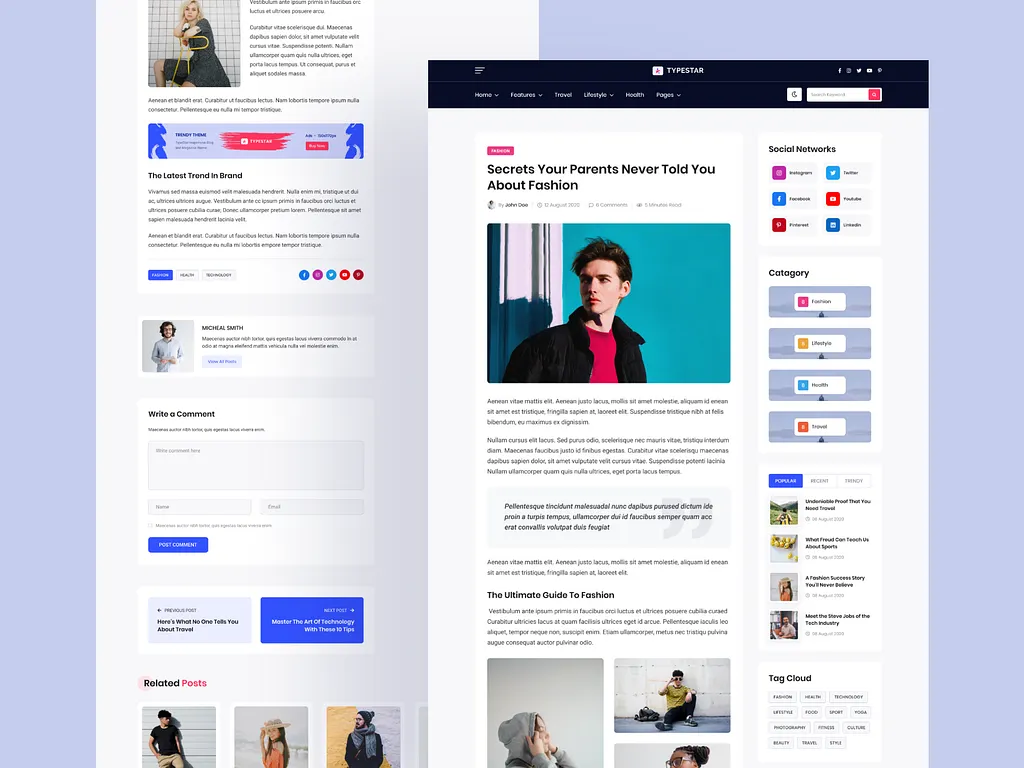 Vestibulum ante ipsum primis in faucibus orci
luctus et ultrices posuere arcu.
Curabitur vitae scelerisque dui. Maecenas
dapibus sapien dolor, sit amet vulputate velit
cursus vitae. Suspendisse potenti. Nullam
ullamcorper quam quis nulla ultrices, eget
porta lacus tempus. Ut consequat, purus et
aliquet sodales massa.
Aenean et blandit erat. Curabitur ut faucibus lectus. Nam lobortis tempore ipsum nulla
consectetur. Pellentesque eu nulla mi tempor tristique.
TRENDY THEME
TYPESTAR
Ads - 150x270px
Buy Now
The Latest Trend In Brand
Vivamus sed massa euismod velit malesuada hendrerit. Nulla enim mi, tristique ut dui
ac, ultrices ultrices augue. Vestibulum ante cc ipsum primis in faucibus luctus et
ultrices posuere cubilia curae; Donec ullamcorper pretium lorem. Pellentesque sit amet
sapien malesuada hendrerit lacinia velit.
Aenean et blandit erat. Curabitur ut faucibus lectus. Nam lobortis tempore ipsum nulla
consectetur. Pellentesque eu nulla mi lobortis empore tempor tristique.
FASHION
HEALTH
TECHNOLOGY
MICHEAL SMITH
Maecenas auctor nibh tortor, quis egestas lacus viverra commodo In at
odio at magna eleifend mattis vehicula nulla vel molestie enim.
View All Posts
Write a Comment
Maecenas auctor nibh tortor, quis egestas lacus viverra enim.
Write comment here
Name
Email
Maecenas auctor nibh tortor, quis egestas lacus viverra enim
POST COMMENT
← PREVIOUS POST
Here's What No One Tells You
About Travel
NEXT POST →
Master The Art Of Technology
With These 10 Tips
Related Posts
TYPESTAR
Home
Features
Travel
Lifestyle
Health
Pages
Search Keyword
FASHION
Secrets Your Parents Never Told You
About Fashion
By John Doe
12 August 2020
6 Comments
5 Minutes Read
Aenean vitae mattis elit. Aenean justo lacus, mollis sit amet molestie, aliquam id enean
sit amet est tristique, fringilla sapien at, laoreet elit. Suspendisse tristique nibh at felis
bibendum, eu maximus ex dignissim.
Nullam cursus elit lacus. Sed purus odio, scelerisque nec mauris vitae, tristiqu interdum
diam. Maecenas faucibus justo id finibus egestas. Curabitur vitae scelerisqu maecenas
dapibus sapien dolor, sit amet vulputate velit cursus vitae. Suspendisse potenti lacinia
Nullam ullamcorper quam quis nulla ultrices, eget porta lacus tempus.
Pellentesque tincidunt malesuadal nunc dapibus purused dictum ide
proin a turpis tempus, ullamcorper dui id faucibus semper quam acc
erat convallis volutpat duis feugiat
Aenean vitae mattis elit. Aenean justo lacus, mollis sit amet molestie, aliquam id enean
sit amet est tristique, fringilla sapien at, laoreet elit.
The Ultimate Guide To Fashion
Vestibulum ante ipsum primis in faucibus orci luctus et ultrices posuere cubilia curaed
Curabitur ultrices lacus at quam facilisis ultrices eget id arcue. Pellentesque iaculis leo
aliquet, tempor neque non, suscipit enim. Etiam ullamcorper, metus nec tristiqu pulvina
augue consequat auctor pulvinar odio.
Social Networks
Instagram
Twitter
Facebook
Youtube
Pinterest
Linkedin
Catagory
Fashion
Lifestyle
Health
Travel
POPULAR
RECENT
TRENDY
Undeniable Proof That You
Need Travel
08 August 2020
What Freud Can Teach Us
About Sports
08 August 2020
A Fashion Success Story
You'll Never Believe
08 August 2020
Meet the Steve Jobs of the
Tech Industry
08 August 2020
Tag Cloud
FASHION
HEALTH
TECHNOLOGY
LIFESTYLE
FOOD
SPORT
YOGA
PHOTOGRAPHY
FITNESS
CULTURE
BEAUTY
TRAVEL
STYLE